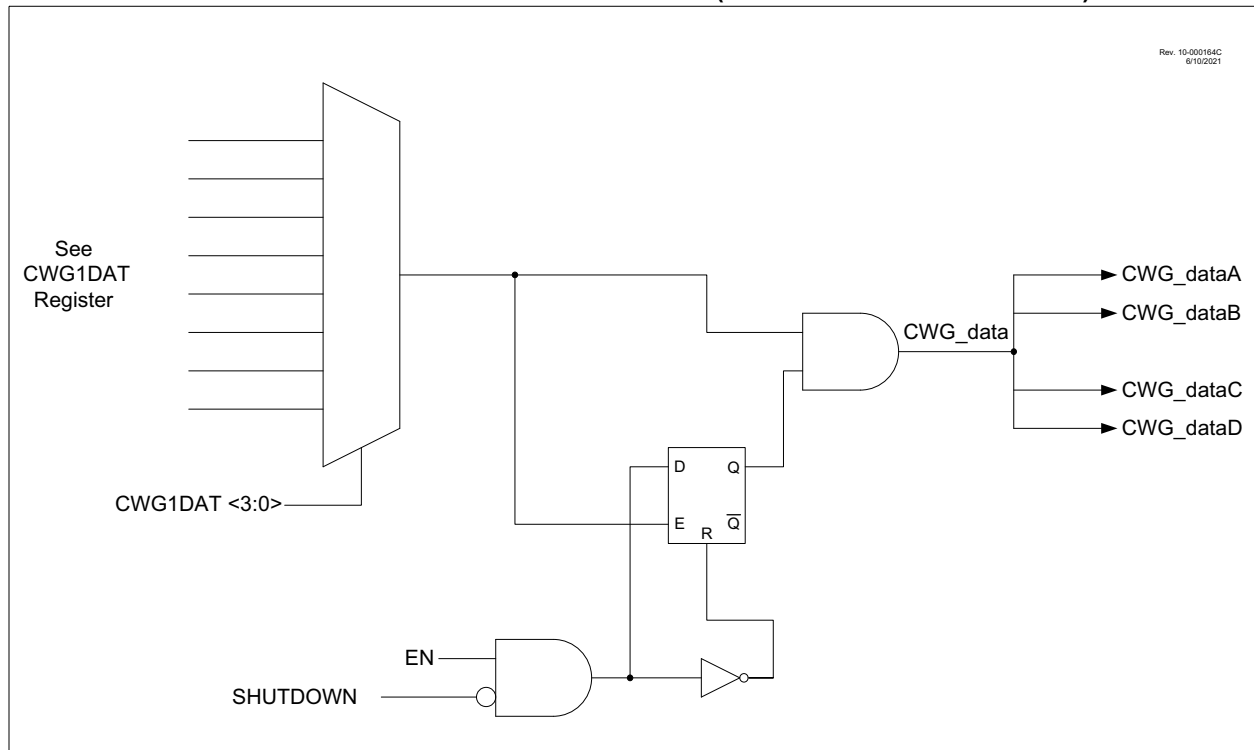 Rev. 10-000164C
6/10/2021
See
CWG1DAT
Register
CWG1DAT <3:0>
CWG_data
CWG_dataA
CWG_dataB
CWG_dataC
CWG_dataD
D
Q
E
Q̅
R
EN
SHUTDOWN